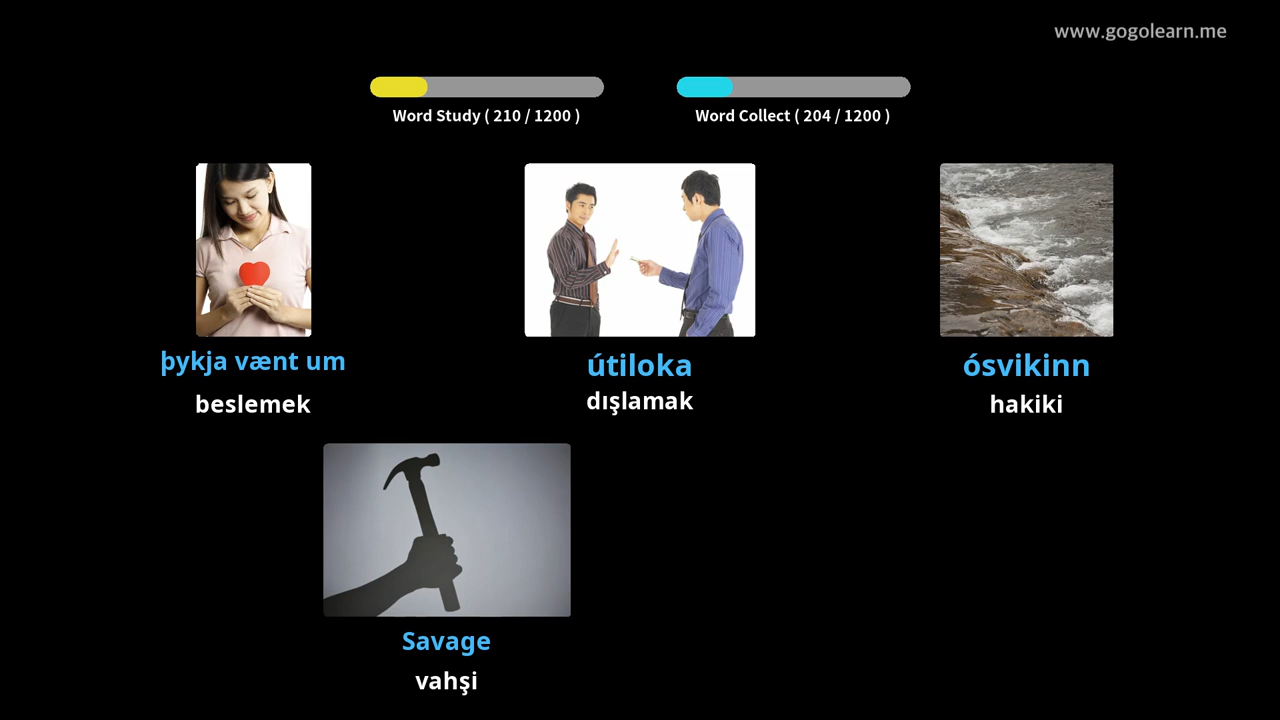 www.gogolearn.me
Word Study ( 210 / 1200 )
Word Collect ( 204 / 1200 )
þykja vænt um
beslemek
útiloka
dışlamak
ósvikinn
hakiki
Savage
vahşi